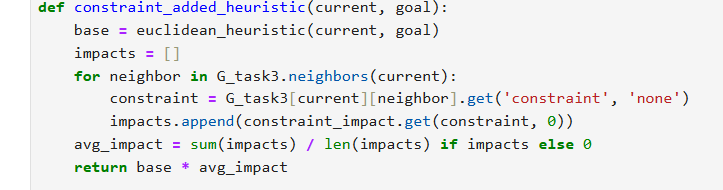 def constraint_added_heuristic(current, goal):
    base = euclidean_heuristic(current, goal)
    impacts = []
    for neighbor in G_task3.neighbors(current):
        constraint = G_task3[current][neighbor].get('constraint', 'none')
        impacts.append(constraint_impact.get(constraint, 0))
    avg_impact = sum(impacts) / len(impacts) if impacts else 0
    return base * avg_impact